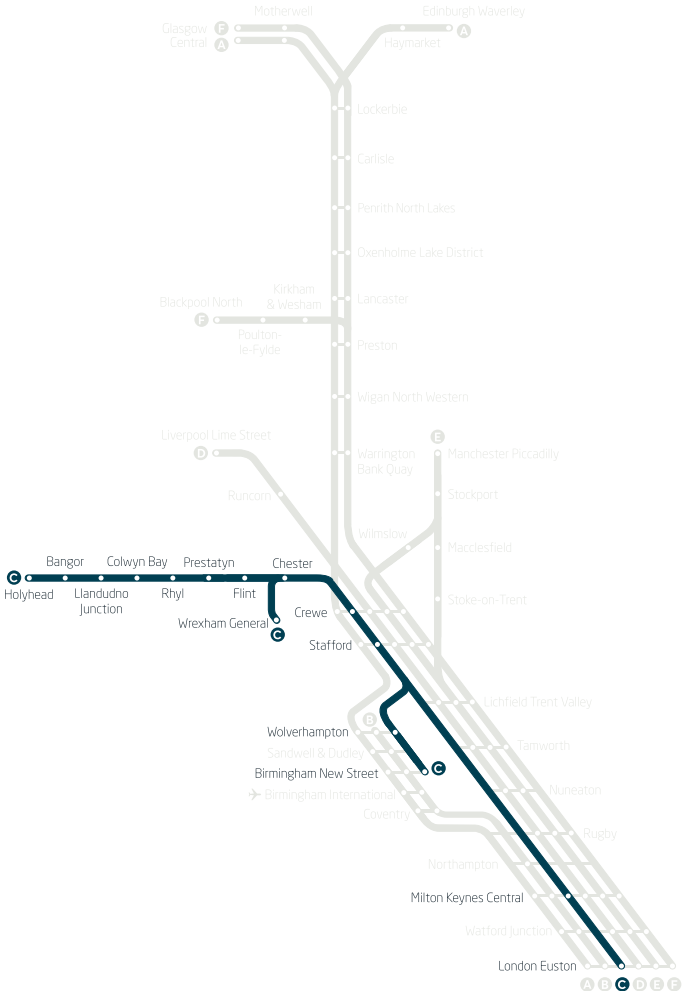 Motherwell
Edinburgh Waverley
Glasgow F
Central A
Haymarket
A
Lockerbie
Carlisle
Penrith North Lakes
Oxenholme Lake District
Kirkham
& Wesham
Lancaster
Blackpool North
F
Poulton-
le-Fylde
Preston
Wigan North Western
Liverpool Lime Street
E
D
Warrington
Bank Quay
Manchester Piccadilly
Runcorn
Stockport
Wilmslow
Macclesfield
Bangor
Colwyn Bay
Prestatyn
Chester
C
Holyhead
Llandudno
Junction
Rhyl
Flint
Stoke-on-Trent
Crewe
Wrexham General
C
Stafford
Lichfield Trent Valley
B
Wolverhampton
Tamworth
Sandwell & Dudley
Birmingham New Street
C
Nuneaton
Birmingham International
Coventry
Rugby
Northampton
Milton Keynes Central
Watford Junction
London Euston
A B C D E F